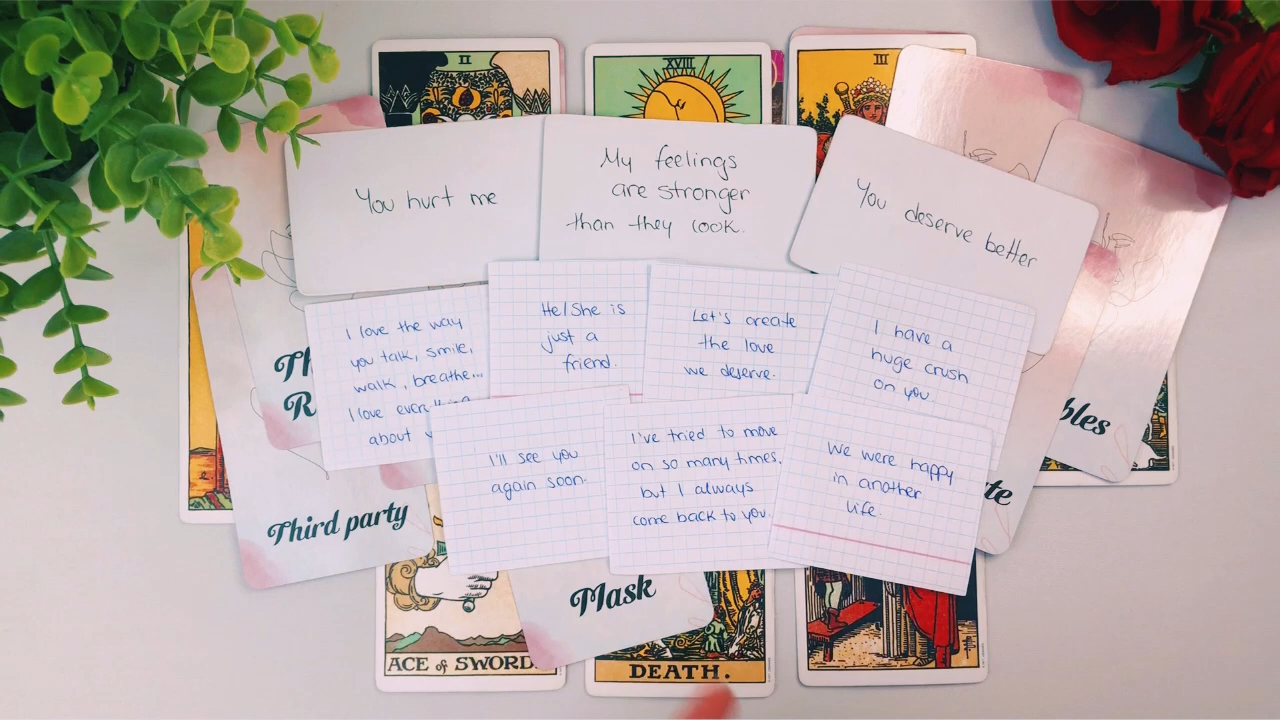 II
XVIII
III
You hurt me
My feelings
are stronger
than they look.
You deserve better
I love the way
you talk, smile,
walk, breathe...
I love everything
about
He/She is
just a
friend.
Let's create
the love
we deserve.
I have a
huge crush
on you
I'll see you
again soon.
I've tried to move
on so many times,
but I always
come back to you.
We were happy
in another
life.
Third party
Mask
ACE of SWORD
DEATH.